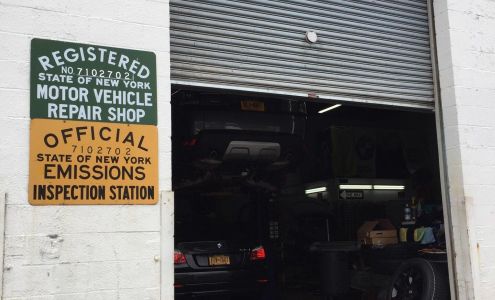 REGISTERED
NO 7102702
STATE OF NEW YORK
MOTOR VEHICLE
REPAIR SHOP
OFFICIAL
7102702
STATE OF NEW YORK
EMISSIONS
INSPECTION STATION